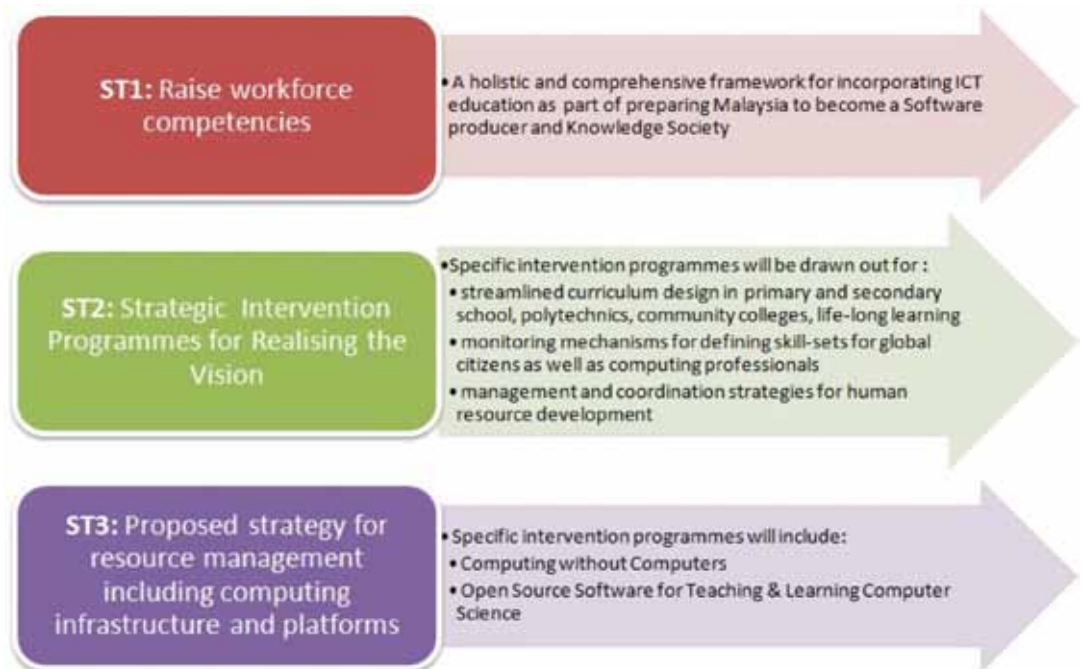 ST1: Raise workforce
competencies
• A holistic and comprehensive framework for incorporating ICT
education as part of preparing Malaysia to become a Software
producer and Knowledge Society
ST2: Strategic Intervention
Programmes for Realising the
Vision
•Specific intervention programmes will be drawn out for :
• streamlined curriculum design in primary and secondary
school, polytechnics, community colleges, life-long learning
• monitoring mechanisms for defining skill-sets for global
citizens as well as computing professionals
• management and coordination strategies for human
resource development
ST3: Proposed strategy for
resource management
including computing
infrastructure and platforms
• Specific intervention programmes will include:
• Computing without Computers
• Open Source Software for Teaching & Learning Computer
Science